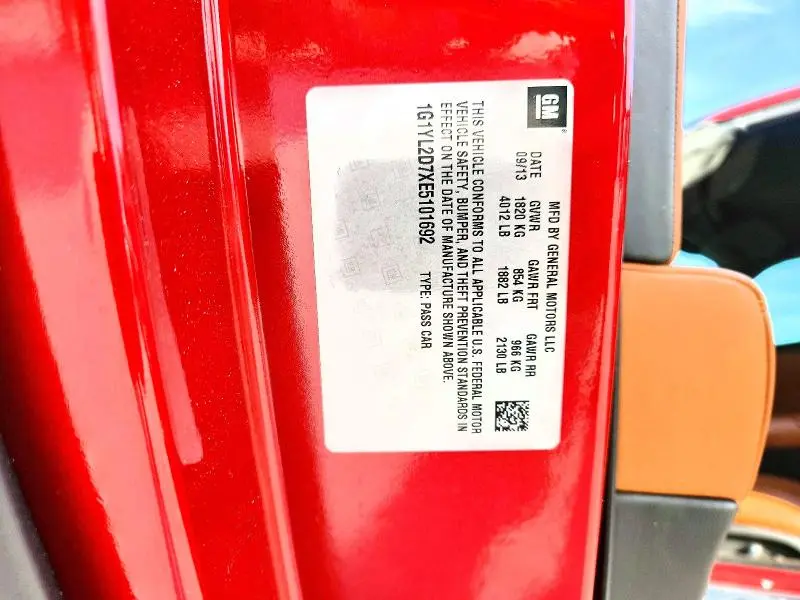 GM ®
MFD BY GENERAL MOTORS LLC
DATE GVWR GAWR FRT GAWR RR
09/13 1820 KG 854 KG 966 KG
4012 LB 1882 LB 2130 LB
THIS VEHICLE CONFORMS TO ALL APPLICABLE U.S. FEDERAL MOTOR
VEHICLE SAFETY, BUMPER, AND THEFT PREVENTION STANDARDS IN
EFFECT ON THE DATE OF MANUFACTURE SHOWN ABOVE.
1G1YL2D7XE5101692 TYPE: PASS CAR